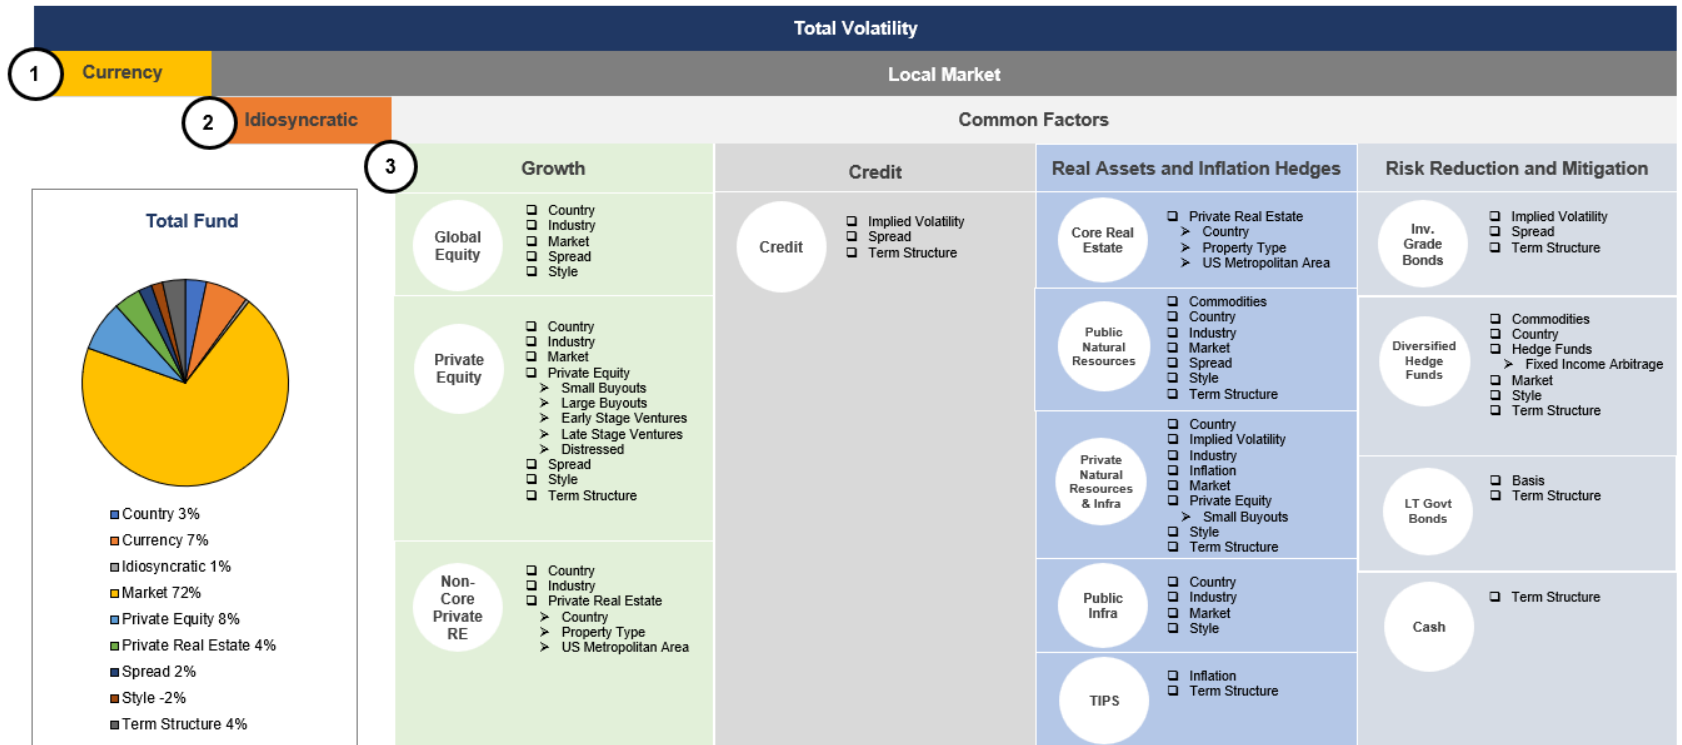 Total Volatility
1
Currency
Local Market
2
Idiosyncratic
Common Factors
3
Growth
Credit
Real Assets and Inflation Hedges
Risk Reduction and Mitigation
Total Fund
Country 3%
Currency 7%
Idiosyncratic 1%
Market 72%
Private Equity 8%
Private Real Estate 4%
Spread 2%
Style -2%
Term Structure 4%
Global
Equity
Country
Industry
Market
Spread
Style
Private
Equity
Country
Industry
Market
Private Equity
Small Buyouts
Large Buyouts
Early Stage Ventures
Late Stage Ventures
Distressed
Spread
Style
Term Structure
Non-
Core
Private
RE
Country
Industry
Private Real Estate
Country
Property Type
US Metropolitan Area
Credit
Implied Volatility
Spread
Term Structure
Core Real
Estate
Private Real Estate
Country
Property Type
US Metropolitan Area
Public
Natural
Resources
Commodities
Country
Industry
Market
Spread
Style
Term Structure
Private
Natural
Resources
& Infra
Country
Implied Volatility
Industry
Inflation
Market
Private Equity
Small Buyouts
Style
Term Structure
Public
Infra
Country
Industry
Market
Style
TIPS
Inflation
Term Structure
Inv.
Grade
Bonds
Implied Volatility
Spread
Term Structure
Diversified
Hedge
Funds
Commodities
Country
Hedge Funds
Fixed Income Arbitrage
Market
Style
Term Structure
LT Govt
Bonds
Basis
Term Structure
Cash
Term Structure